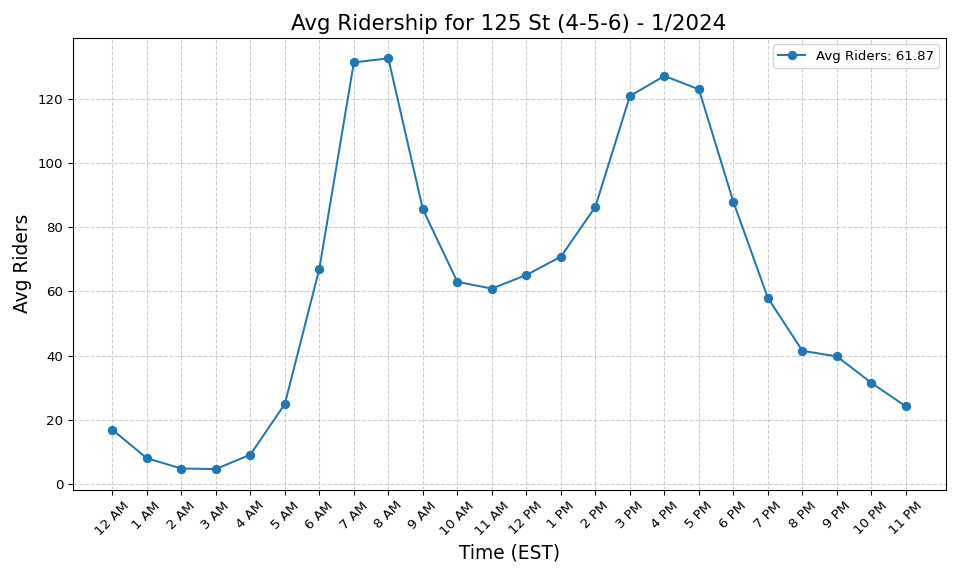 Avg Ridership for 125 St (4-5-6) - 1/2024
Avg Riders: 61.87
Avg Riders
120
100
80
60
40
20
0
12 AM
1 AM
2 AM
3 AM
4 AM
5 AM
6 AM
7 AM
8 AM
9 AM
10 AM
11 AM
12 PM
1 PM
2 PM
3 PM
4 PM
5 PM
6 PM
7 PM
8 PM
9 PM
10 PM
11 PM
Time (EST)